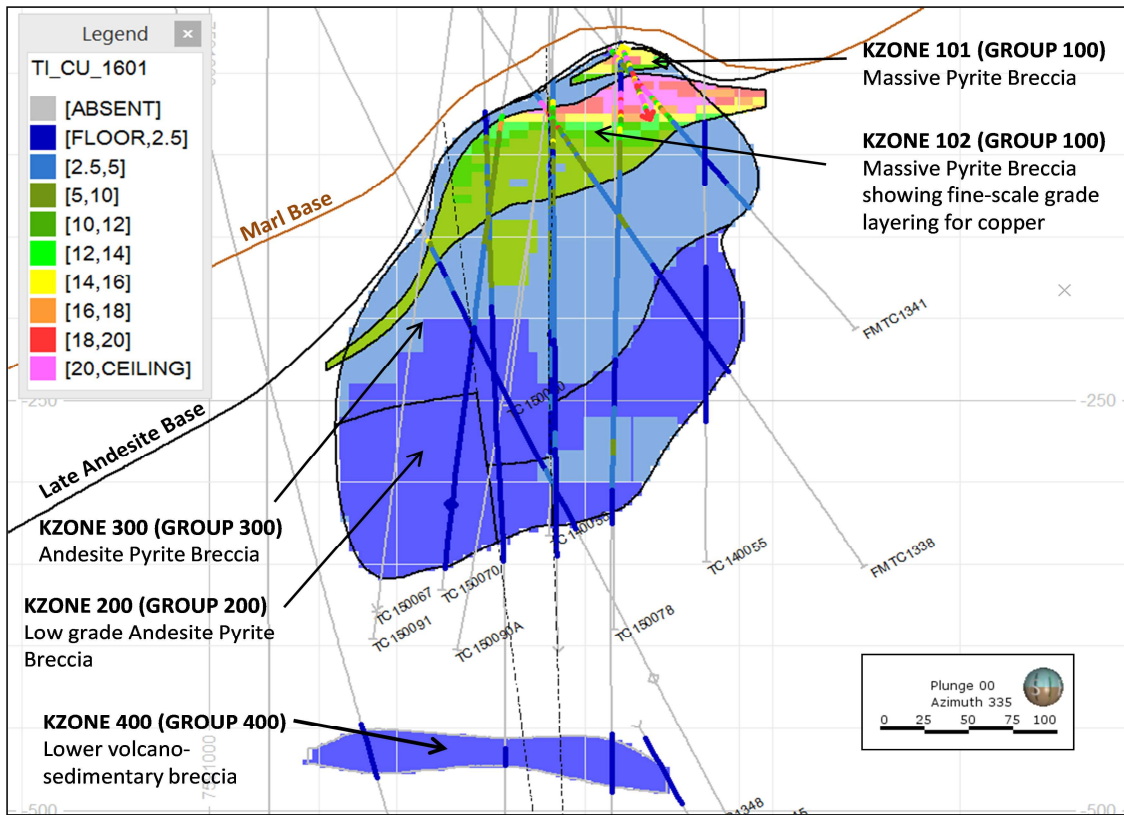 Legend
TI_CU_1601
[ABSENT]
[FLOOR,2.5]
[2.5,5]
[5,10]
[10,12]
[12,14]
[14,16]
[16,18]
[18,20]
[20,CEILING]
KZONE 101 (GROUP 100)
Massive Pyrite Breccia
KZONE 102 (GROUP 100)
Massive Pyrite Breccia
showing fine-scale grade
layering for copper
Marl Base
Late Andesite Base
FMTC1341
-250
-250
KZONE 300 (GROUP 300)
Andesite Pyrite Breccia
KZONE 200 (GROUP 200)
Low grade Andesite Pyrite
Breccia
TC150067
TC150091
TC150070
TC150090A
TC150078
TC140055
FMTC1338
KZONE 400 (GROUP 400)
Lower volcano-
sedimentary breccia
Plunge 00
Azimuth 335
0 25 50 75 100
-500
-500